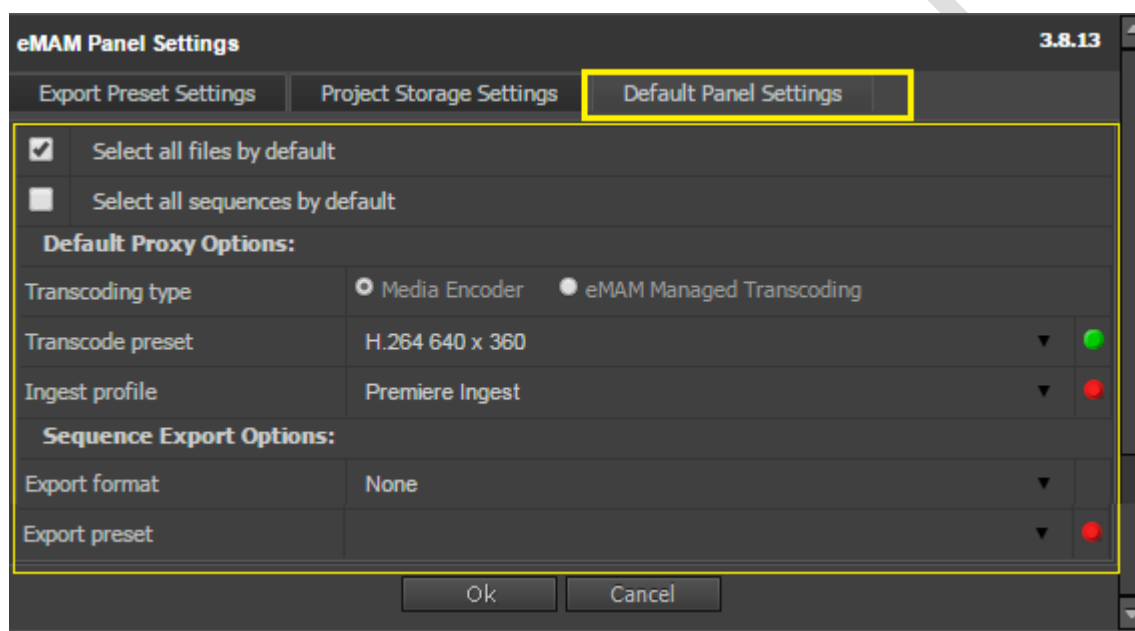 eMAM Panel Settings 3.8.13
Export Preset Settings Project Storage Settings Default Panel Settings
Select all files by default
Select all sequences by default
Default Proxy Options:
Transcoding type Media Encoder eMAM Managed Transcoding
Transcode preset H.264 640 x 360
Ingest profile Premiere Ingest
Sequence Export Options:
Export format None
Export preset
Ok Cancel